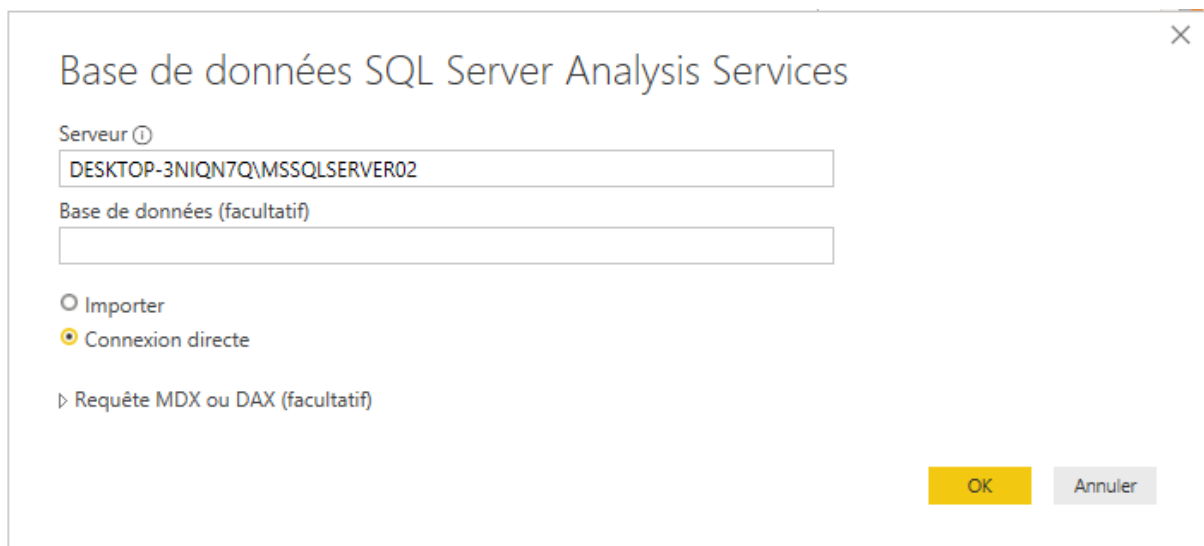 Base de données SQL Server Analysis Services
Serveur
DESKTOP-3NIQN7Q\MSSQLSERVER02
Base de données (facultatif)
Importer
Connexion directe
Requête MDX ou DAX (facultatif)
OK
Annuler